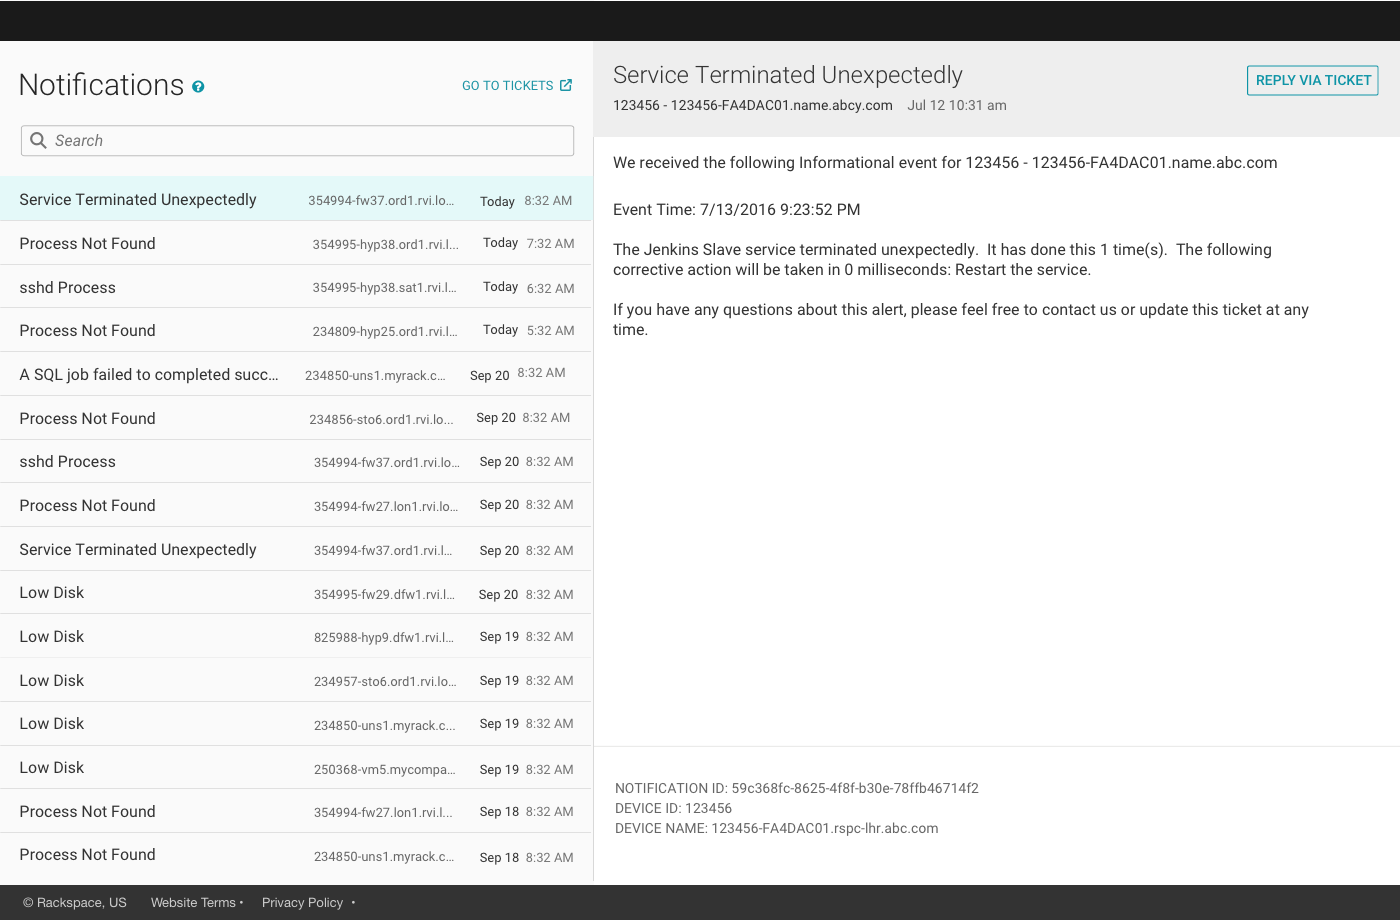 Notifications
GO TO TICKETS
Search
Service Terminated Unexpectedly 354994-fw37.ord1.rvi.lo... Today 8:32 AM
Process Not Found 354995-hyp38.ord1.rvi.l... Today 7:32 AM
sshd Process 354995-hyp38.sat1.rvi.l... Today 6:32 AM
Process Not Found 234809-hyp25.ord1.rvi.l... Today 5:32 AM
A SQL job failed to completed succ... 234850-uns1.myrack.c... Sep 20 8:32 AM
Process Not Found 234856-sto6.ord1.rvi.lo... Sep 20 8:32 AM
sshd Process 354994-fw37.ord1.rvi.lo... Sep 20 8:32 AM
Process Not Found 354994-fw27.lon1.rvi.lo... Sep 20 8:32 AM
Service Terminated Unexpectedly 354994-fw37.ord1.rvi.l... Sep 20 8:32 AM
Low Disk 354995-fw29.dfw1.rvi.l... Sep 20 8:32 AM
Low Disk 825988-hyp9.dfw1.rvi.l... Sep 19 8:32 AM
Low Disk 234957-sto6.ord1.rvi.lo... Sep 19 8:32 AM
Low Disk 234850-uns1.myrack.c... Sep 19 8:32 AM
Low Disk 250368-vm5.mycompa... Sep 19 8:32 AM
Process Not Found 354994-fw27.lon1.rvi.l... Sep 18 8:32 AM
Process Not Found 234850-uns1.myrack.c... Sep 18 8:32 AM
Service Terminated Unexpectedly
REPLY VIA TICKET
123456 - 123456-FA4DAC01.name.abcy.com Jul 12 10:31 am
We received the following Informational event for 123456 - 123456-FA4DAC01.name.abc.com
Event Time: 7/13/2016 9:23:52 PM
The Jenkins Slave service terminated unexpectedly.  It has done this 1 time(s).  The following
corrective action will be taken in 0 milliseconds: Restart the service.
If you have any questions about this alert, please feel free to contact us or update this ticket at any
time.
NOTIFICATION ID: 59c368fc-8625-4f8f-b30e-78ffb46714f2
DEVICE ID: 123456
DEVICE NAME: 123456-FA4DAC01.rspc-lhr.abc.com
© Rackspace, US Website Terms • Privacy Policy •